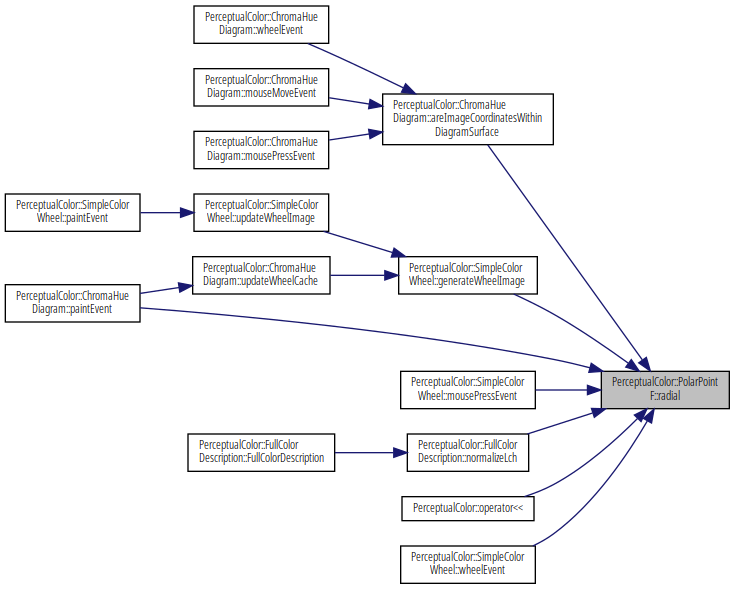 PerceptualColor::ChromaHue
Diagram::wheelEvent
PerceptualColor::ChromaHue
Diagram::mouseMoveEvent
PerceptualColor::ChromaHue
Diagram::areImageCoordinatesWithin
DiagramSurface
PerceptualColor::ChromaHue
Diagram::mousePressEvent
PerceptualColor::SimpleColor
Wheel::paintEvent
PerceptualColor::SimpleColor
Wheel::updateWheelImage
PerceptualColor::ChromaHue
Diagram::updateWheelCache
PerceptualColor::SimpleColor
Wheel::generateWheelImage
PerceptualColor::ChromaHue
Diagram::paintEvent
PerceptualColor::SimpleColor
Wheel::mousePressEvent
PerceptualColor::PolarPoint
F::radial
PerceptualColor::FullColor
Description::FullColorDescription
PerceptualColor::FullColor
Description::normalizeLch
PerceptualColor::operator<<
PerceptualColor::SimpleColor
Wheel::wheelEvent